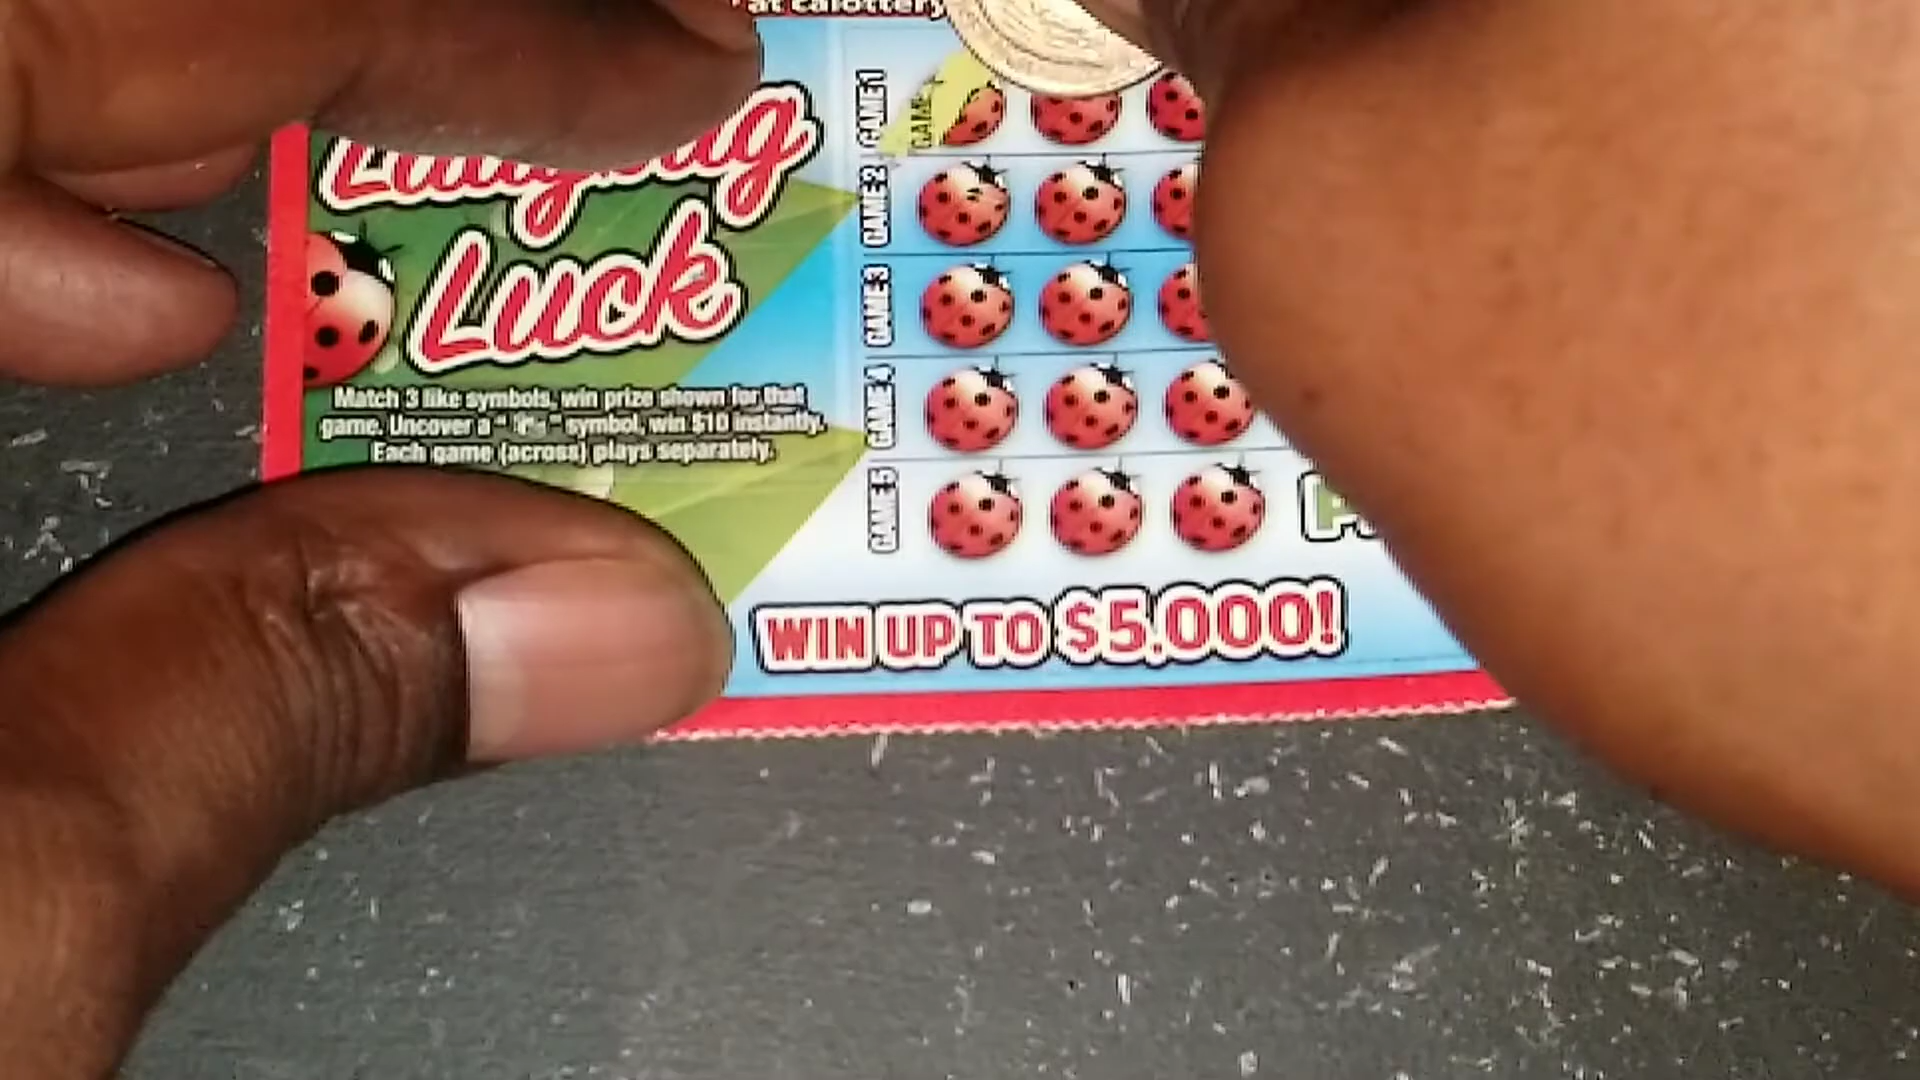 at calottery
Ladybug
Luck
Match 3 like symbols, win prize shown for that
game. Uncover a " " symbol, win $10 instantly.
Each game (across) plays separately.
GAME 1
GAME
GAME 2
GAME 3
GAME 4
GAME 5
WIN UP TO $5,000!